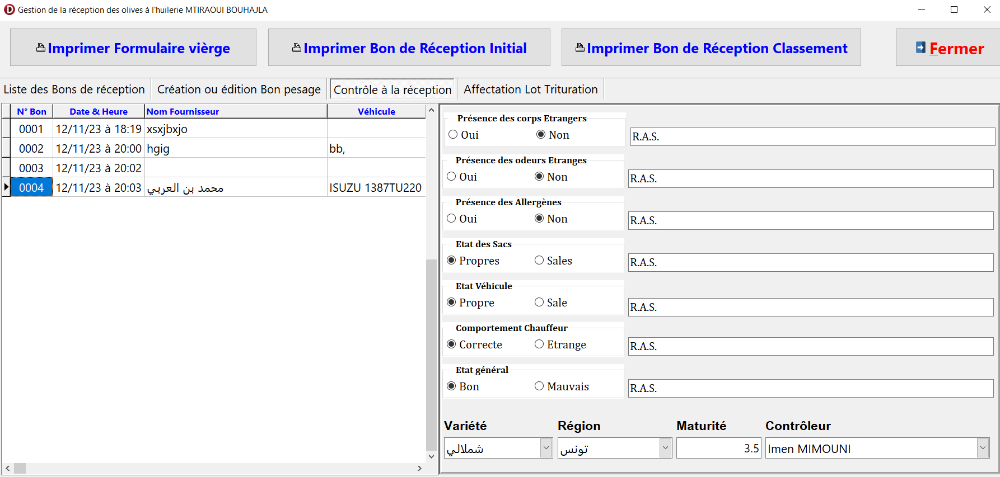 Gestion de la réception des olives à l'huilerie MTIRAOUI BOUHAJLA
Imprimer Formulaire vièrge
Imprimer Bon de Réception Initial
Imprimer Bon de Réception Classement
Fermer
Liste des Bons de réception
Création ou édition Bon pesage
Contrôle à la réception
Affectation Lot Trituration
N° Bon Date & Heure Nom Fournisseur Véhicule
0001 12/11/23 à 18:19 xsxjbxjo
0002 12/11/23 à 20:00 hgig bb,
0003 12/11/23 à 20:02
0004 12/11/23 à 20:03 محمد بن العربي ISUZU 1387TU220
Présence des corps Etrangers
Oui Non R.A.S.
Présence des odeurs Etranges
Oui Non R.A.S.
Présence des Allergènes
Oui Non R.A.S.
Etat des Sacs
Propres Sales R.A.S.
Etat Véhicule
Propre Sale R.A.S.
Comportement Chauffeur
Correcte Etrange R.A.S.
Etat général
Bon Mauvais R.A.S.
Variété Région Maturité Contrôleur
شملالي تونس 3.5 Imen MIMOUNI